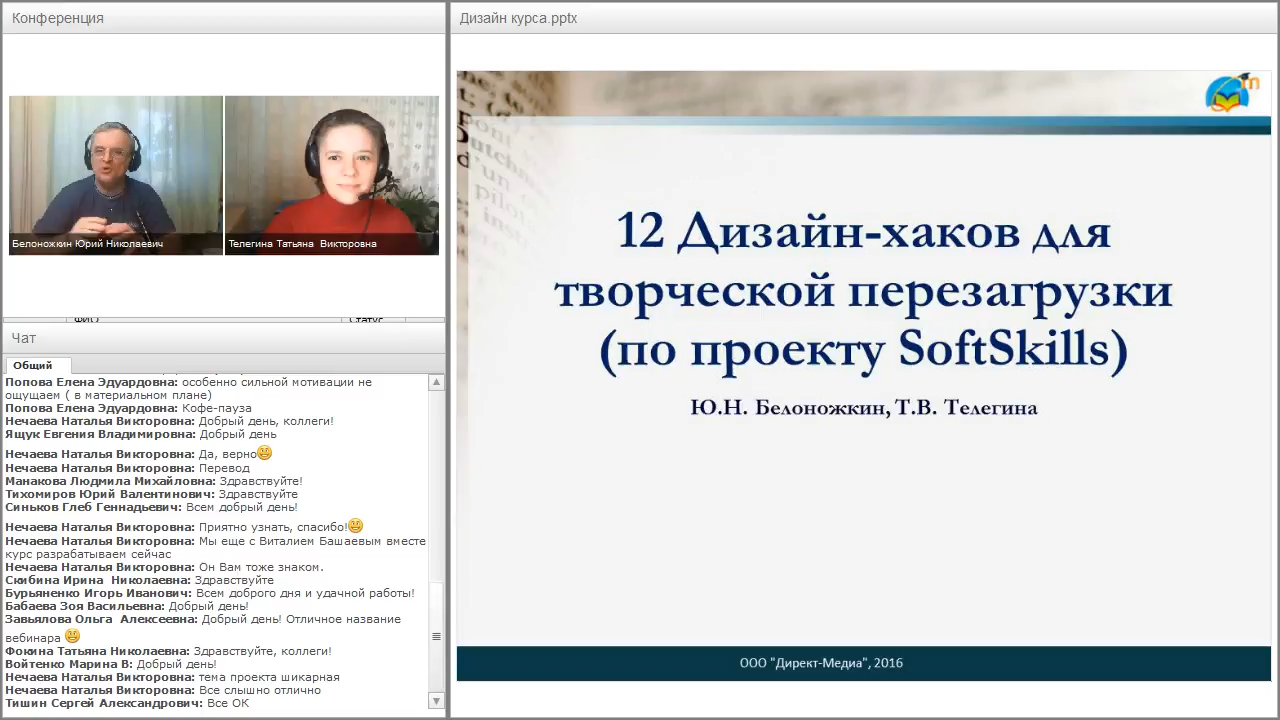 Конференция
Белоножкин Юрий Николаевич
Телегина Татьяна Викторовна
ФИО
Статус
Чат
Общий
Попова Елена Эдуардовна: особенно сильной мотивации не
ощущаем ( в материальном плане)
Попова Елена Эдуардовна: Кофе-пауза
Нечаева Наталья Викторовна: Добрый день, коллеги!
Ящук Евгения Владимировна: Добрый день
Нечаева Наталья Викторовна: Да, верно
Нечаева Наталья Викторовна: Перевод
Манакова Людмила Михайловна: Здравствуйте!
Тихомиров Юрий Валентинович: Здравствуйте
Синьков Глеб Геннадьевич: Всем добрый день!
Нечаева Наталья Викторовна: Приятно узнать, спасибо!
Нечаева Наталья Викторовна: Мы еще с Виталием Башаевым вместе
курс разрабатываем сейчас
Нечаева Наталья Викторовна: Он Вам тоже знаком.
Скибина Ирина Николаевна: Здравствуйте
Бурьяненко Игорь Иванович: Всем доброго дня и удачной работы!
Бабаева Зоя Васильевна: Добрый день!
Завьялова Ольга Алексеевна: Добрый день! Отличное название
вебинара
Фокина Татьяна Николаевна: Здравствуйте, коллеги!
Войтенко Марина В: Добрый день!
Нечаева Наталья Викторовна: тема проекта шикарная
Нечаева Наталья Викторовна: Все слышно отлично
Тишин Сергей Александрович: Все ОК
Дизайн курса.pptx
12 Дизайн-хаков для
творческой перезагрузки
(по проекту SoftSkills)
Ю.Н. Белоножкин, Т.В. Телегина
ООО "Директ-Медиа", 2016